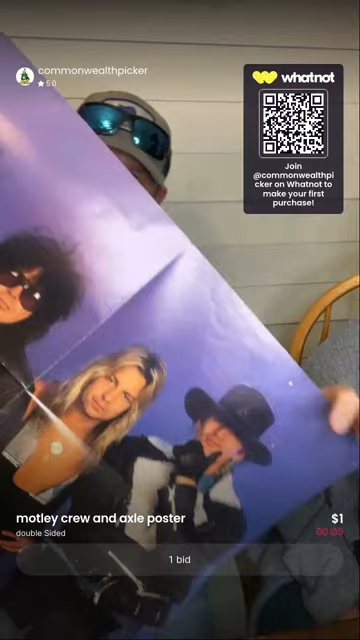 commonwealthpicker
★ 5.0
whatnot
Join
@commonwealthpi
cker on Whatnot to
make your first
purchase!
motley crew and axle poster
$1
double Sided
00:05
1 bid